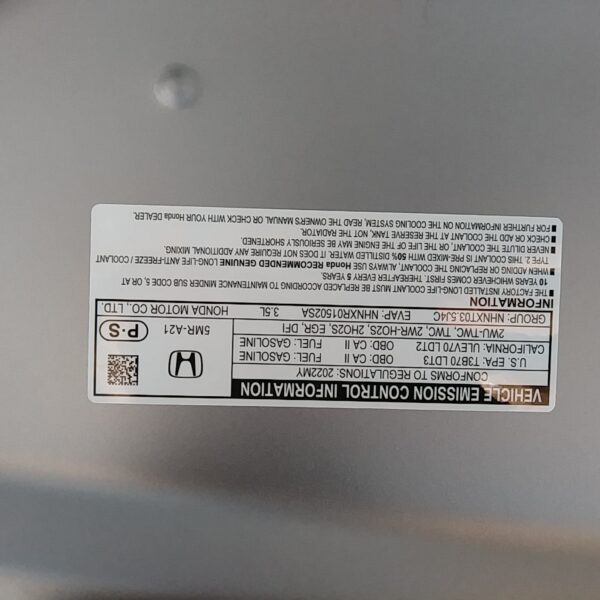 VEHICLE EMISSION CONTROL INFORMATION
CONFORMS TO REGULATIONS: 2022MY
U.S. EPA: T3B70 LDT3 OBD: CA II FUEL: GASOLINE
CALIFORNIA: ULEV70 LDT2 OBD: CA II FUEL: GASOLINE
2WU-TWC, TWC, 2WR-HO2S, 2HO2S, EGR, DFI
GROUP: NHNXT03.5J4C EVAP: NHNXR01502SA 3.5L
5MR-A21
P·S
HONDA MOTOR CO., LTD.
INFORMATION
■ THE FACTORY INSTALLED LONG-LIFE COOLANT MUST BE REPLACED ACCORDING TO MAINTENANCE MINDER SUB CODE 5, OR AT
10 YEARS WHICHEVER COMES FIRST, THEREAFTER EVERY 5 YEARS.
■ WHEN ADDING OR REPLACING THE COOLANT, ALWAYS USE Honda RECOMMENDED GENUINE LONG-LIFE ANTI-FREEZE / COOLANT
TYPE 2. THIS COOLANT IS PRE-MIXED WITH 50% DISTILLED WATER, IT DOES NOT REQUIRE ANY ADDITIONAL MIXING.
■ NEVER DILUTE THE COOLANT, OR THE LIFE OF THE ENGINE MAY BE SERIOUSLY SHORTENED.
■ CHECK OR ADD THE COOLANT AT THE RESERVE TANK, NOT THE RADIATOR.
■ FOR FURTHER INFORMATION ON THE COOLING SYSTEM, READ THE OWNER'S MANUAL OR CHECK WITH YOUR Honda DEALER.